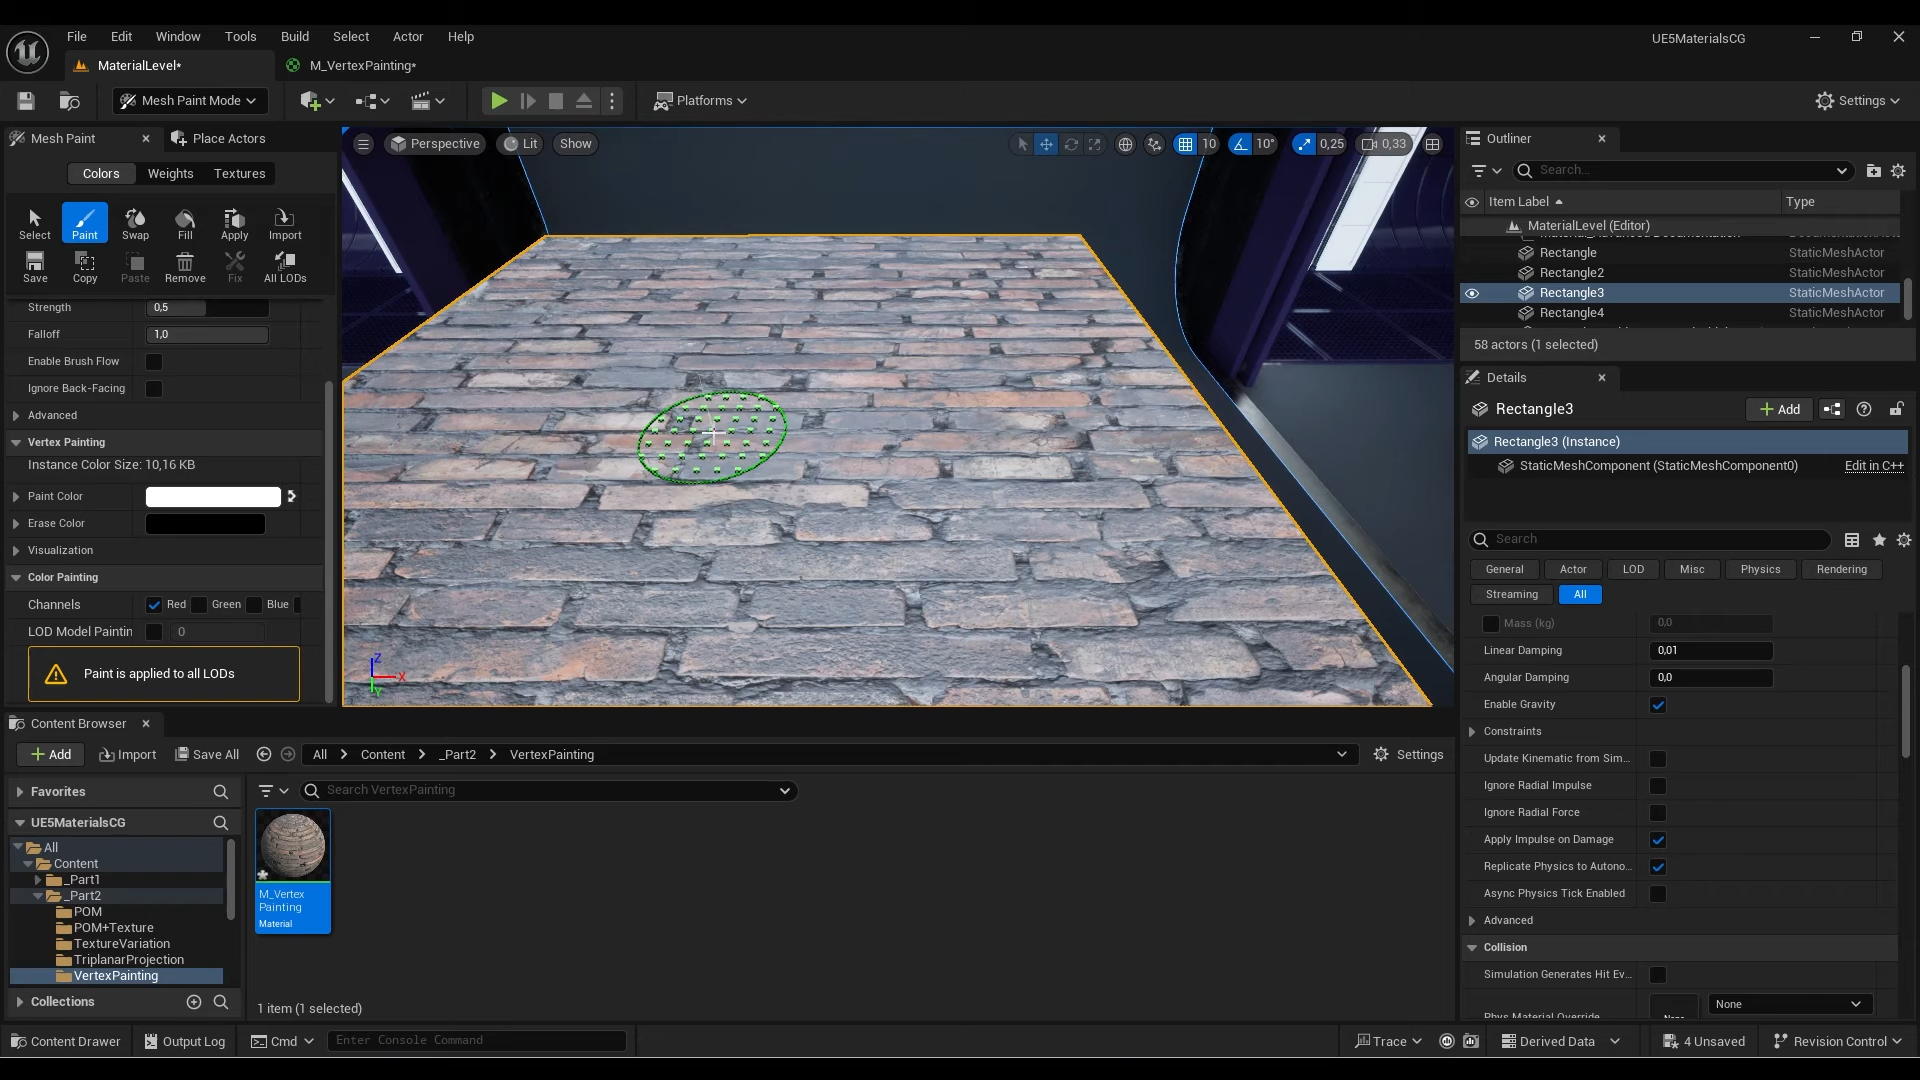 File Edit Window Tools Build Select Actor Help
UE5MaterialsCG
MaterialLevel*
M_VertexPainting*
Mesh Paint Mode
Platforms
Settings
Mesh Paint
Place Actors
Colors Weights Textures
Select Paint Swap Fill Apply Import
Save Copy Paste Remove Fix All LODs
Strength 0,5
Falloff 1,0
Enable Brush Flow
Ignore Back-Facing
Advanced
Vertex Painting
Instance Color Size: 10,16 KB
Paint Color
Erase Color
Visualization
Color Painting
Channels Red Green Blue
LOD Model Paintin 0
Paint is applied to all LODs
Perspective Lit Show
10 10° 0,25 0,33
Z
X
Y
Outliner
Search...
Item Label Type
MaterialLevel (Editor)
Rectangle StaticMeshActor
Rectangle2 StaticMeshActor
Rectangle3 StaticMeshActor
Rectangle4 StaticMeshActor
58 actors (1 selected)
Details
Rectangle3
Add
Rectangle3 (Instance)
StaticMeshComponent (StaticMeshComponent0) Edit in C++
Search
General Actor LOD Misc Physics Rendering
Streaming All
Mass (kg) 0,0
Linear Damping 0,01
Angular Damping 0,0
Enable Gravity
Constraints
Update Kinematic from Sim...
Ignore Radial Impulse
Ignore Radial Force
Apply Impulse on Damage
Replicate Physics to Autono...
Async Physics Tick Enabled
Advanced
Collision
Simulation Generates Hit Ev...
Phys Material Override None None
Content Browser
Add Import Save All All Content _Part2 VertexPainting Settings
Favorites
UE5MaterialsCG
All
Content
_Part1
_Part2
POM
POM+Texture
TextureVariation
TriplanarProjection
VertexPainting
Collections
Search VertexPainting
M_Vertex
Painting
Material
1 item (1 selected)
Content Drawer Output Log Cmd Enter Console Command Trace Derived Data 4 Unsaved Revision Control